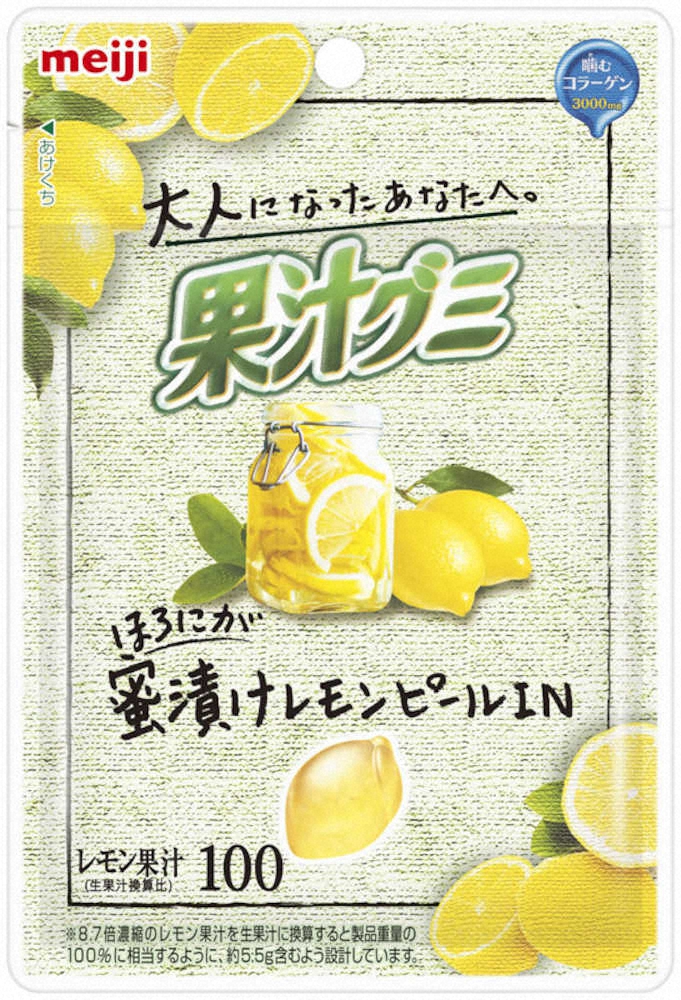 meiji
噛む
コラーゲン
3000mg
◀あけくち
大人になったあなたへ。
果汁グミ
ほろにが
蜜漬けレモンピールIN
レモン果汁 100
(生果汁換算比)
※8.7倍濃縮のレモン果汁を生果汁に換算すると製品重量の
100%に相当するように、約5.5g含むよう設計しています。